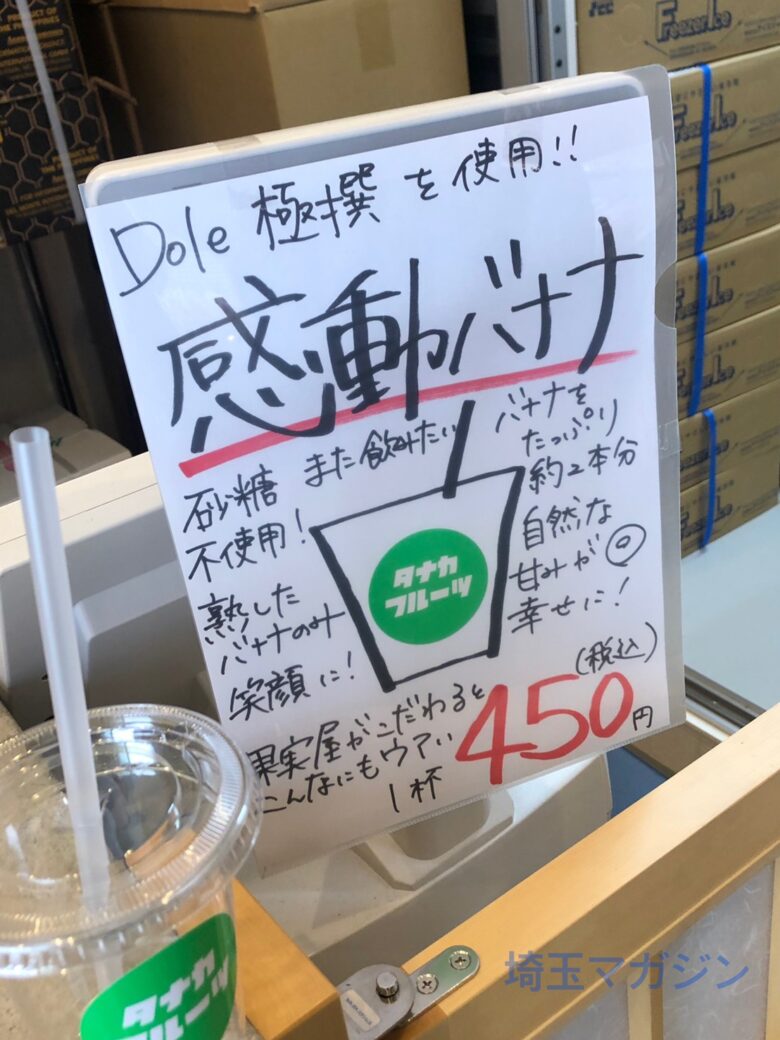 Dole 極撰を使用!!
感動バナナ
また飲みたい
バナナを
たっぷり
約2本分
砂糖
不使用!
自然な
甘みが◎
幸せに!
熟した
バナナのみ
笑顔に!
タナカ
フルーツ
果実屋がこだわると
こんなにもウマい
1杯
450円
(税込)
タナカ
フルーツ
FreezerIce
FreezerIce
FreezerIce
FreezerIce
FreezerIce
埼玉マガジン